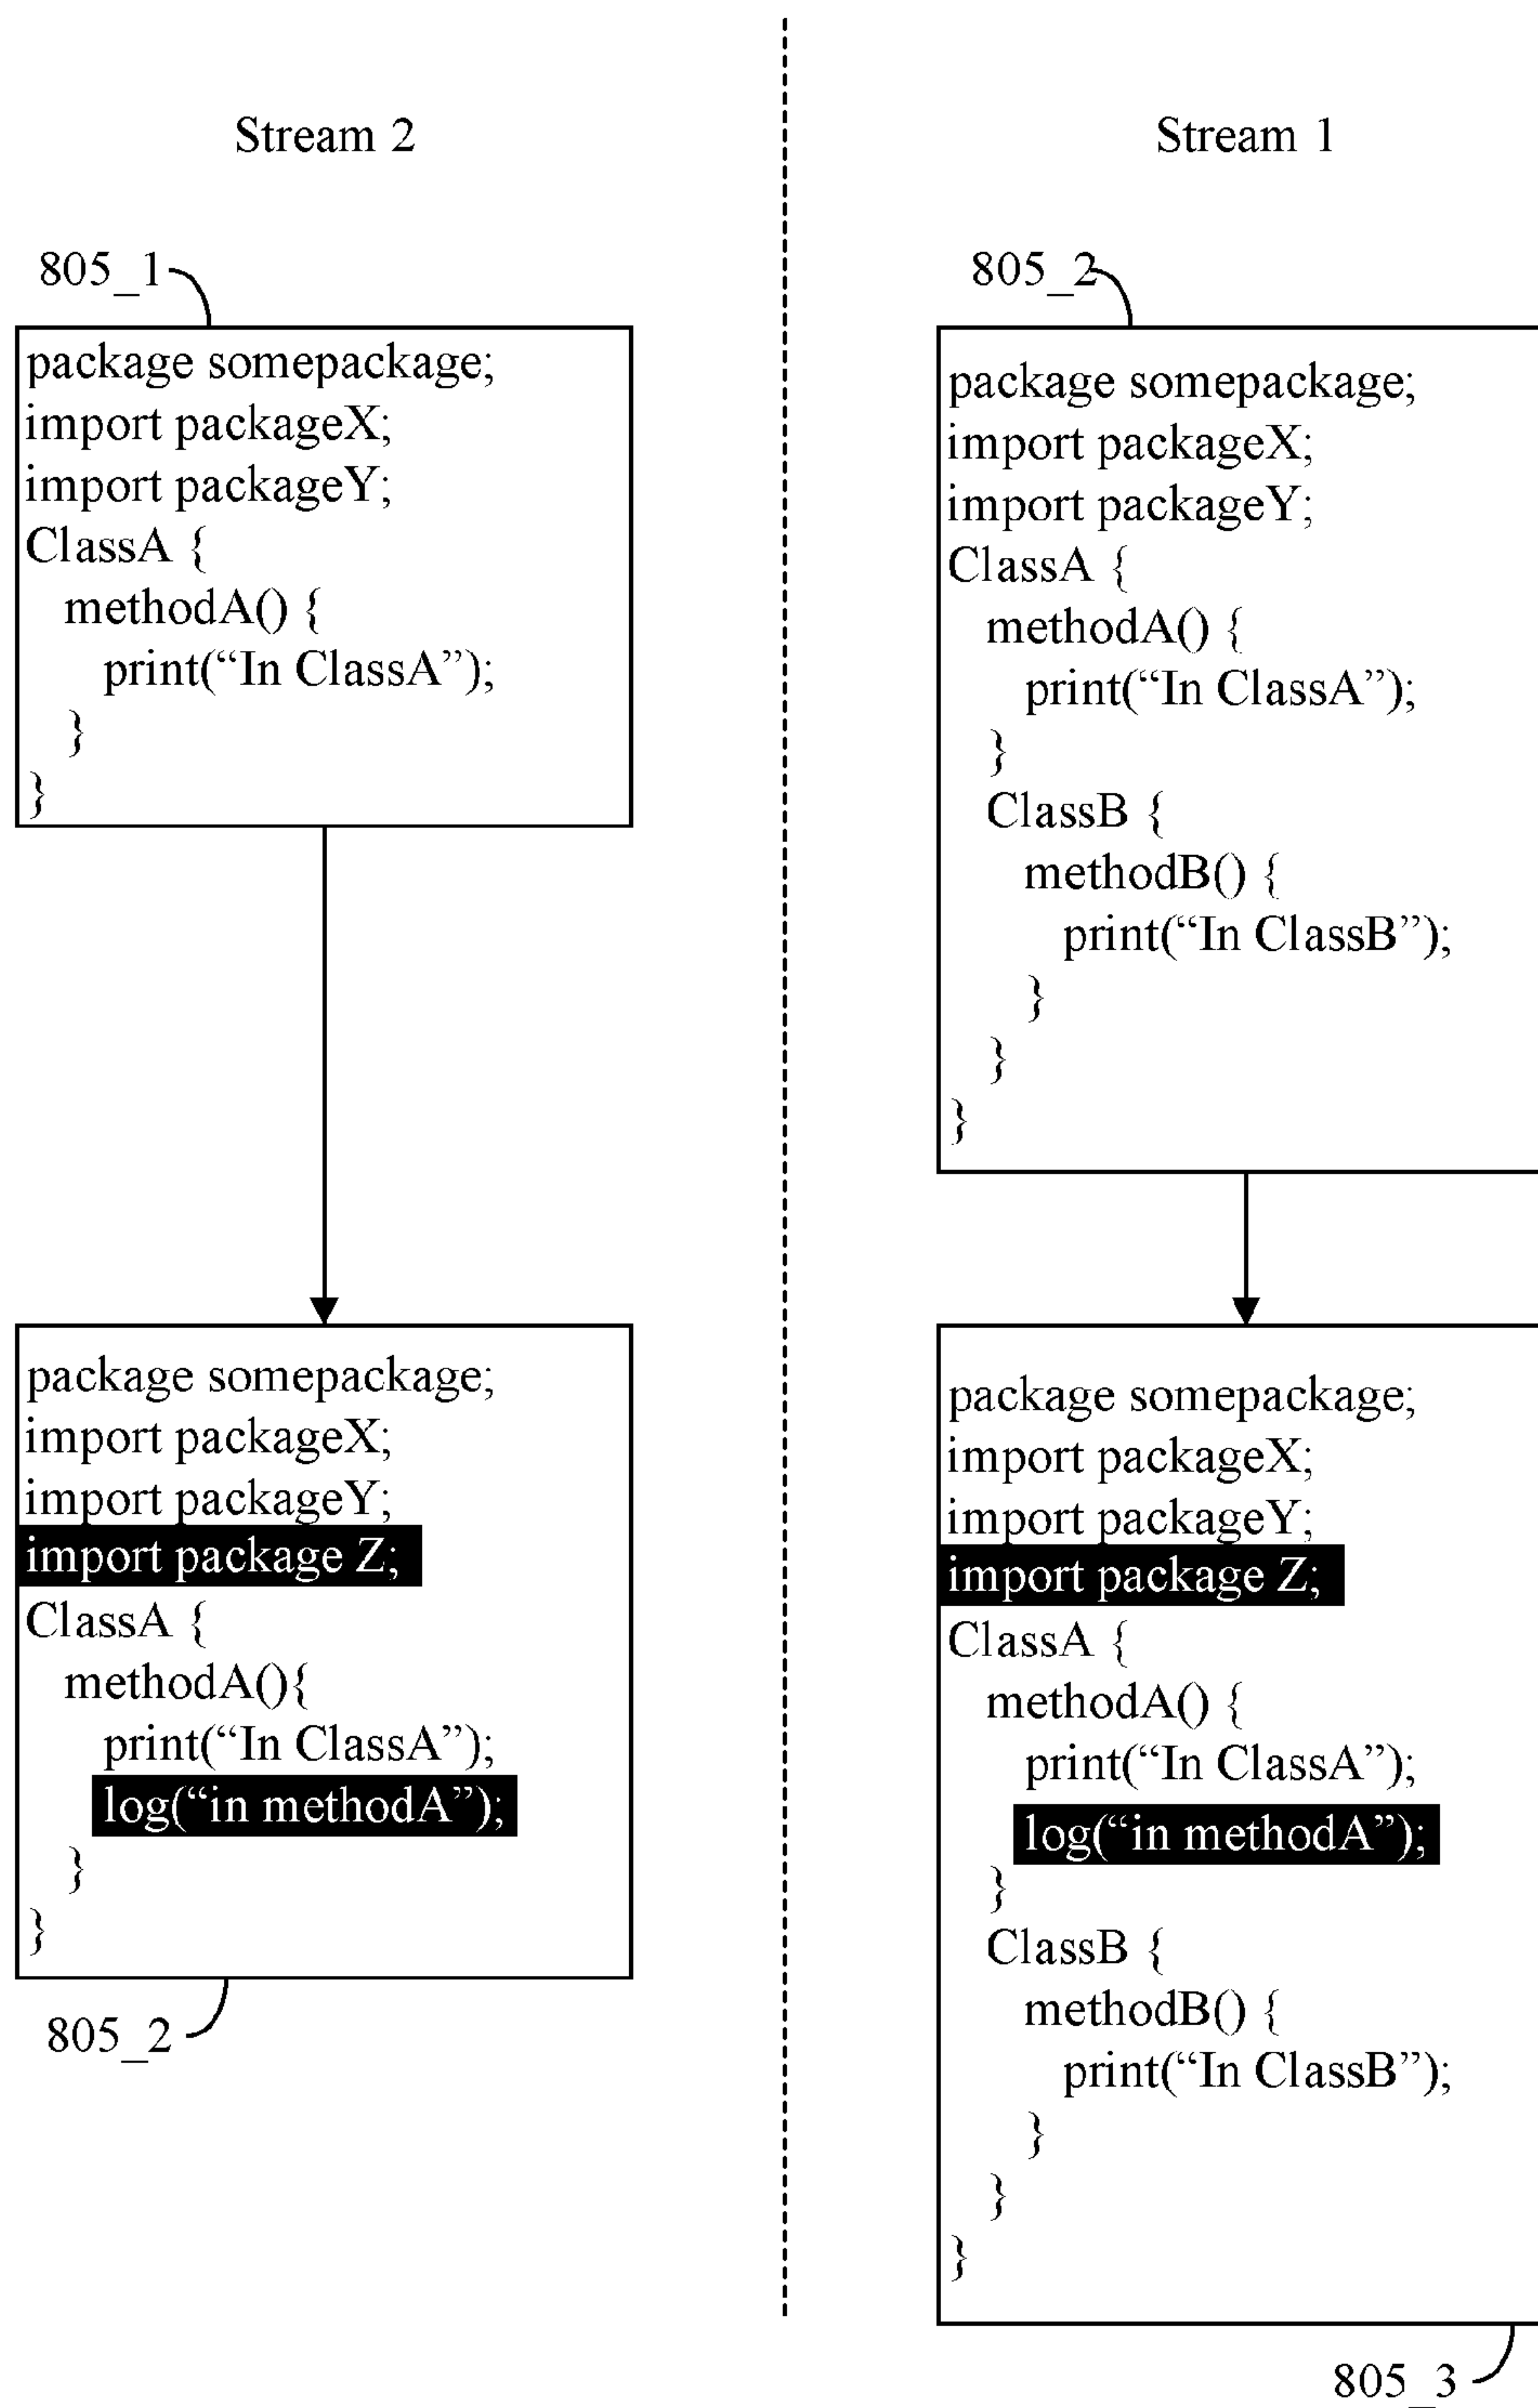 Stream 2
805_1
package somepackage;
import packageX;
import packageY;
ClassA {
methodA() {
print(“In ClassA”);
}
}
package somepackage;
import packageX;
import packageY;
import package Z;
ClassA {
methodA(){
print(“In ClassA”);
log(“in methodA”);
}
}
805_2
Stream 1
805_2
package somepackage;
import packageX;
import packageY;
ClassA {
methodA() {
print(“In ClassA”);
}
ClassB {
methodB() {
print(“In ClassB”);
}
}
}
package somepackage;
import packageX;
import packageY;
import package Z;
ClassA {
methodA() {
print(“In ClassA”);
log(“in methodA”);
}
ClassB {
methodB() {
print(“In ClassB”);
}
}
}
805_3